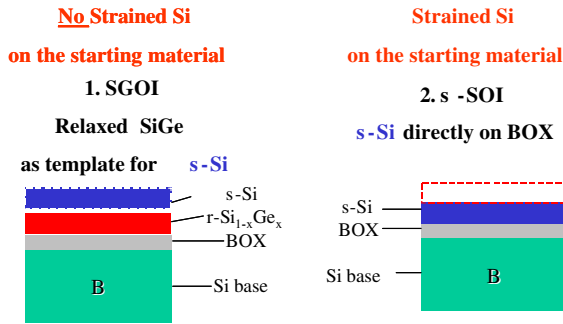 No Strained Si
on the starting material
1. SGOI
Relaxed SiGe
as template for s-Si
s-Si
r-Si1-xGex
BOX
B
Si base
Strained Si
on the starting material
2. s -SOI
s-Si directly on BOX
s-Si
BOX
Si base
B